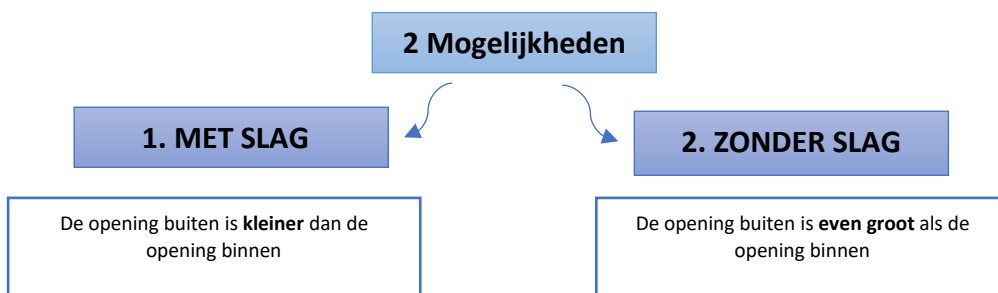 2 Mogelijkheden
1. MET SLAG
2. ZONDER SLAG
De opening buiten is kleiner dan de
opening binnen
De opening buiten is even groot als de
opening binnen